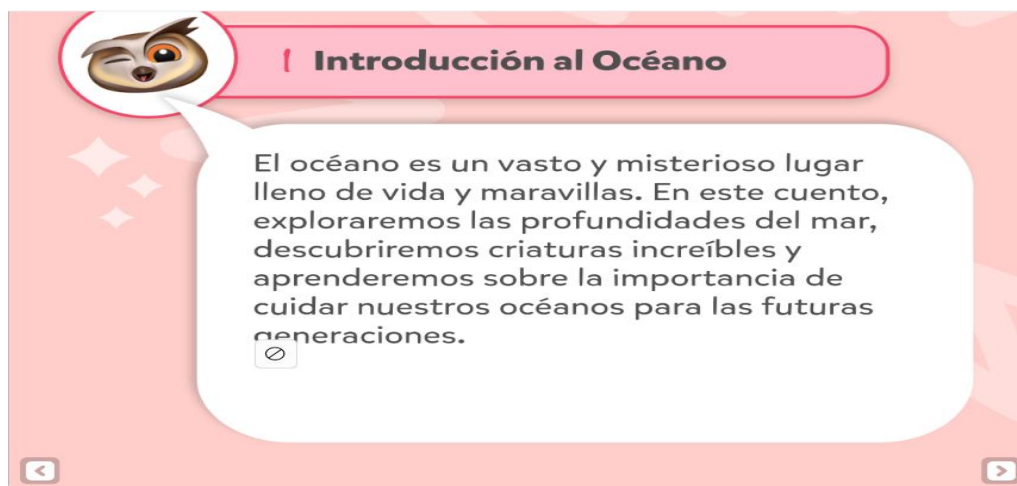 1 Introducción al Océano
El océano es un vasto y misterioso lugar
lleno de vida y maravillas. En este cuento,
exploraremos las profundidades del mar,
descubriremos criaturas increíbles y
aprenderemos sobre la importancia de
cuidar nuestros océanos para las futuras
generaciones.